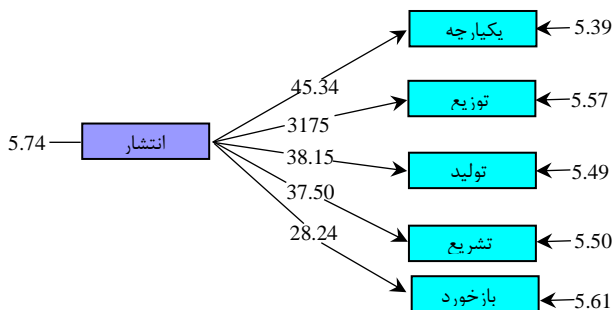 یکپارچه
5.39
45.34
توزیع
5.57
3175
5.74
انتشار
38.15
تولید
5.49
37.50
تشریع
5.50
28.24
بازخورد
5.61